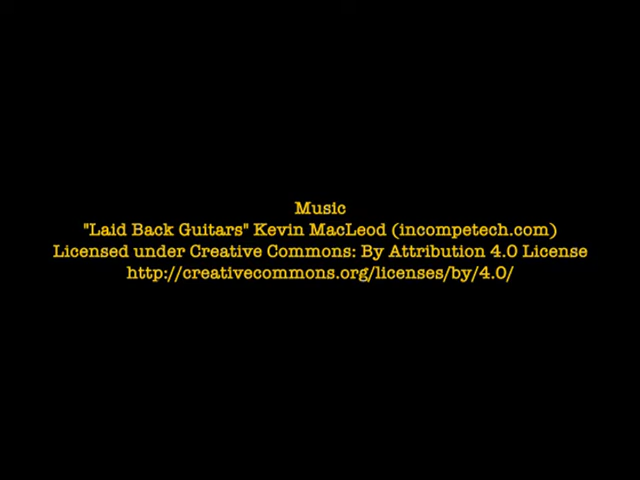 Music
"Laid Back Guitars" Kevin MacLeod (incompetech.com)
Licensed under Creative Commons: By Attribution 4.0 License
http://creativecommons.org/licenses/by/4.0/